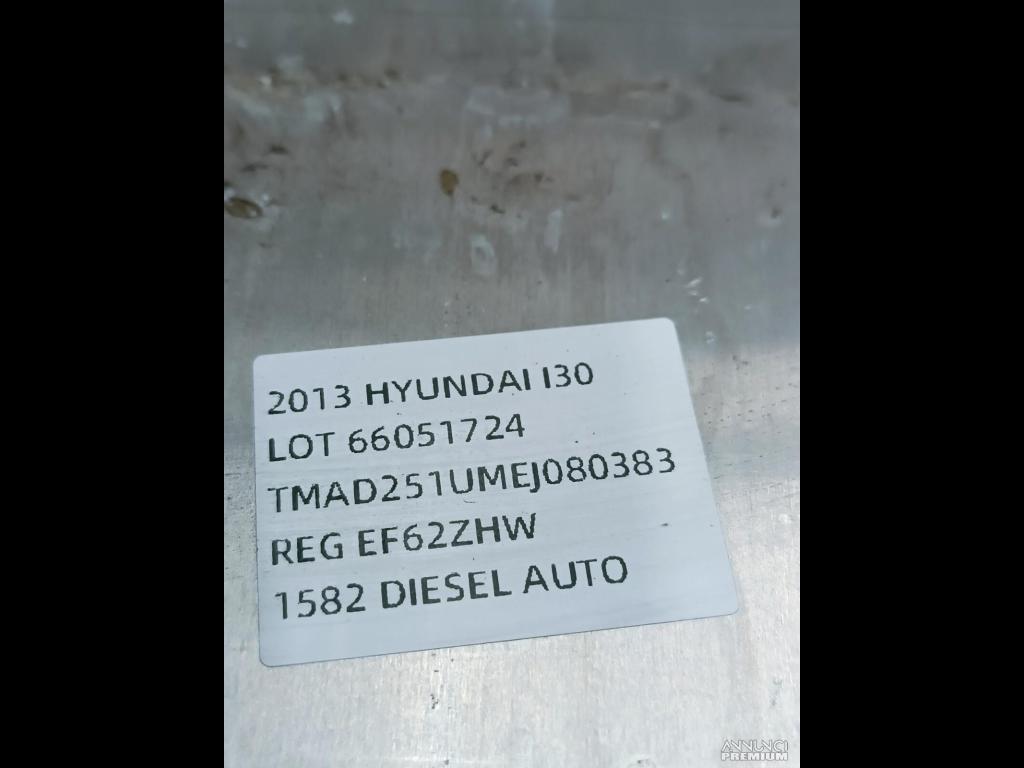 2013 HYUNDAI I30
LOT 66051724
TMAD251UMEJ080383
REG EF62ZHW
1582 DIESEL AUTO
ANNUNCI
PREMIUM